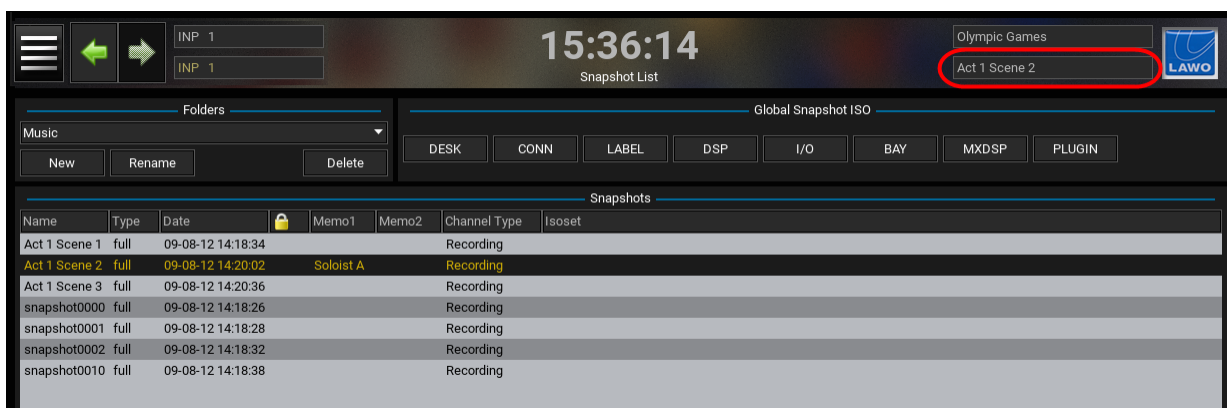 INP 1
INP 1
15:36:14
Snapshot List
Olympic Games
Act 1 Scene 2
LAWO
Folders
Music
New Rename Delete
Global Snapshot ISO
DESK CONN LABEL DSP I/O BAY MXDSP PLUGIN
Snapshots
Name Type Date Memo1 Memo2 Channel Type Isoset
Act 1 Scene 1 full 09-08-12 14:18:34 Recording
Act 1 Scene 2 full 09-08-12 14:20:02 Soloist A Recording
Act 1 Scene 3 full 09-08-12 14:20:36 Recording
snapshot0000 full 09-08-12 14:18:26 Recording
snapshot0001 full 09-08-12 14:18:28 Recording
snapshot0002 full 09-08-12 14:18:32 Recording
snapshot0010 full 09-08-12 14:18:38 Recording